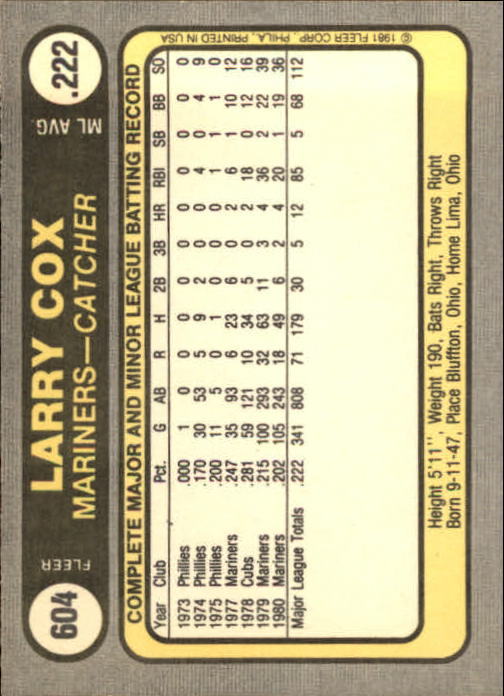 604
FLEER
LARRY COX
MARINERS—CATCHER
ML AVG.
.222
COMPLETE MAJOR AND MINOR LEAGUE BATTING RECORD
Year Club Pct. G AB R H 2B 3B HR RBI SB BB SO
1973 Phillies .000 1 0 0 0 0 0 0 0 0 0 0
1974 Phillies .170 30 53 5 9 2 0 0 4 0 4 9
1975 Phillies .200 11 5 0 1 0 0 0 1 1 1 0
1977 Mariners .247 35 93 6 23 6 0 2 6 1 10 12
1978 Cubs .281 59 121 10 34 5 0 2 18 0 12 16
1979 Mariners .215 100 293 32 63 11 3 4 36 2 22 39
1980 Mariners .202 105 243 18 49 6 2 4 20 1 19 36
Major League Totals .222 341 808 71 179 30 5 12 85 5 68 112
Height 5'11", Weight 190, Bats Right, Throws Right
Born 9-11-47, Place Bluffton, Ohio, Home Lima, Ohio
© 1981 FLEER CORP., PHILA., PRINTED IN USA